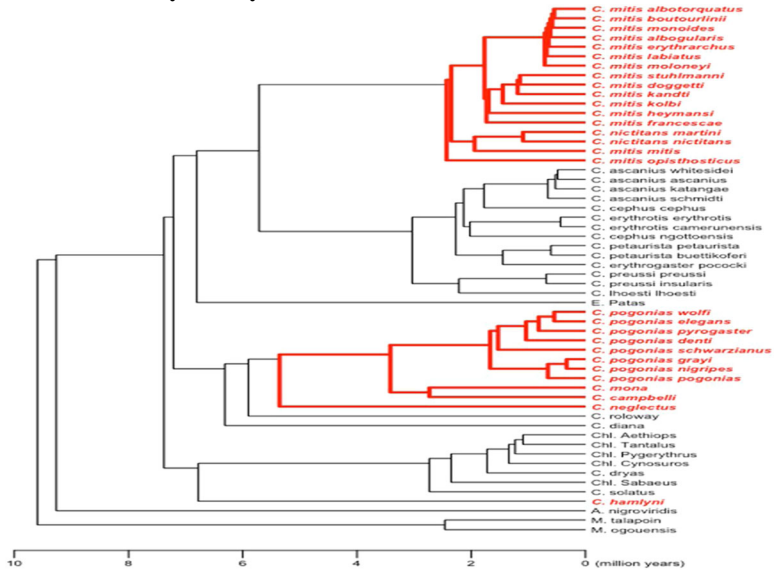 C. mitis albotorquatus
C. mitis boutourlinii
C. mitis monoides
C. mitis albogularis
C. mitis erythrarchus
C. mitis labiatus
C. mitis moloneyi
C. mitis stuhlmanni
C. mitis doggetti
C. mitis kandti
C. mitis kolbi
C. mitis heymansi
C. mitis francescae
C. nictitans martini
C. nictitans nictitans
C. mitis mitis
C. mitis opisthosticus
C. ascanius whitesidei
C. ascanius ascanius
C. ascanius katangae
C. ascanius schmidti
C. cephus cephus
C. erythrotis erythrotis
C. erythrotis camerunensis
C. cephus ngottoensis
C. petaurista petaurista
C. petaurista buettikoferi
C. erythrogaster pococki
C. preussi preussi
C. preussi insularis
C. lhoesti lhoesti
E. Patas
C. pogonias wolfi
C. pogonias elegans
C. pogonias pyrogaster
C. pogonias denti
C. pogonias schwarzianus
C. pogonias grayi
C. pogonias nigripes
C. pogonias pogonias
C. mona
C. campbelli
C. neglectus
C. roloway
C. diana
Chl. Aethiops
Chl. Tantalus
Chl. Pygerythrus
Chl. Cynosuros
C. dryas
Chl. Sabaeus
C. solatus
C. hamlyni
A. nigroviridis
M. talapoin
M. ogouensis
10 8 6 4 2 0 (million years)